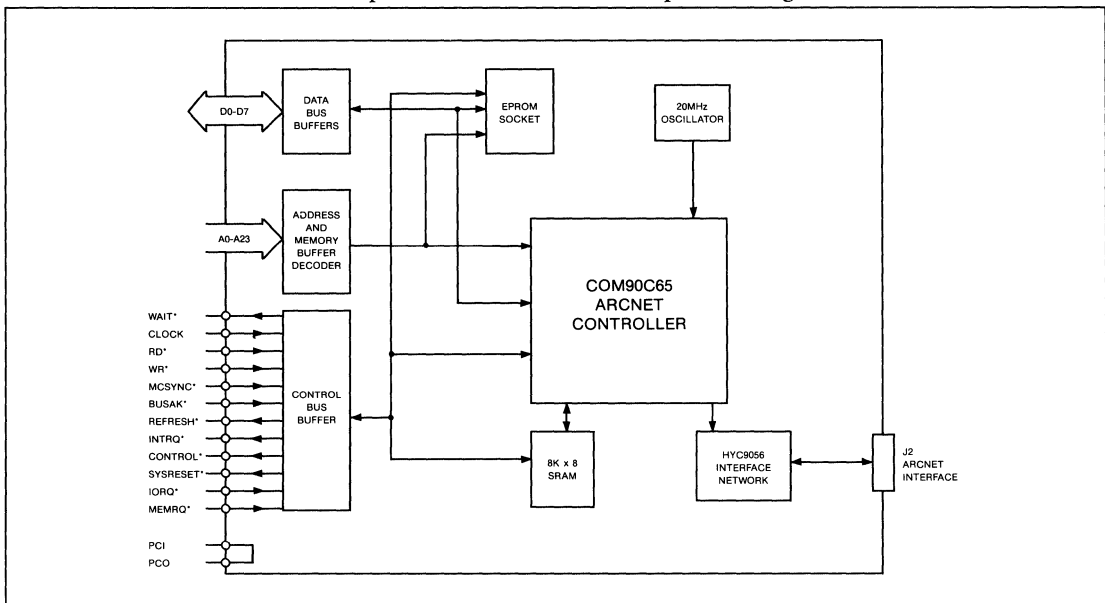 D0-D7
DATA
BUS
BUFFERS
EPROM
SOCKET
20MHz
OSCILLATOR
A0-A23
ADDRESS
AND
MEMORY
BUFFER
DECODER
COM90C65
ARCNET
CONTROLLER
WAIT*
CLOCK
RD*
WR*
MCSYNC*
BUSAK*
REFRESH*
INTRQ*
CONTROL*
SYSRESET*
IORQ*
MEMRQ*
CONTROL
BUS
BUFFER
8K x 8
SRAM
HYC9056
INTERFACE
NETWORK
J2
ARCNET
INTERFACE
PCI
PCO